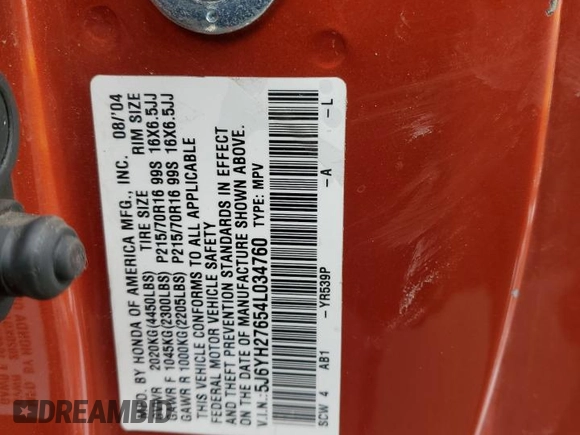 MFD. BY HONDA OF AMERICA MFG., INC. 08/'04
GVWR 2020KG(4450LBS) TIRE SIZE RIM SIZE
GAWR F 1045KG(2300LBS) P215/70R16 99S 16X6.5JJ
GAWR R 1000KG(2205LBS) P215/70R16 99S 16X6.5JJ
THIS VEHICLE CONFORMS TO ALL APPLICABLE
FEDERAL MOTOR VEHICLE SAFETY
AND THEFT PREVENTION STANDARDS IN EFFECT
ON THE DATE OF MANUFACTURE SHOWN ABOVE.
V.I.N.: 5J6YH27654L034760 TYPE: MPV
SCW 4 AB1 -YR539P -A -L
DREAMBID